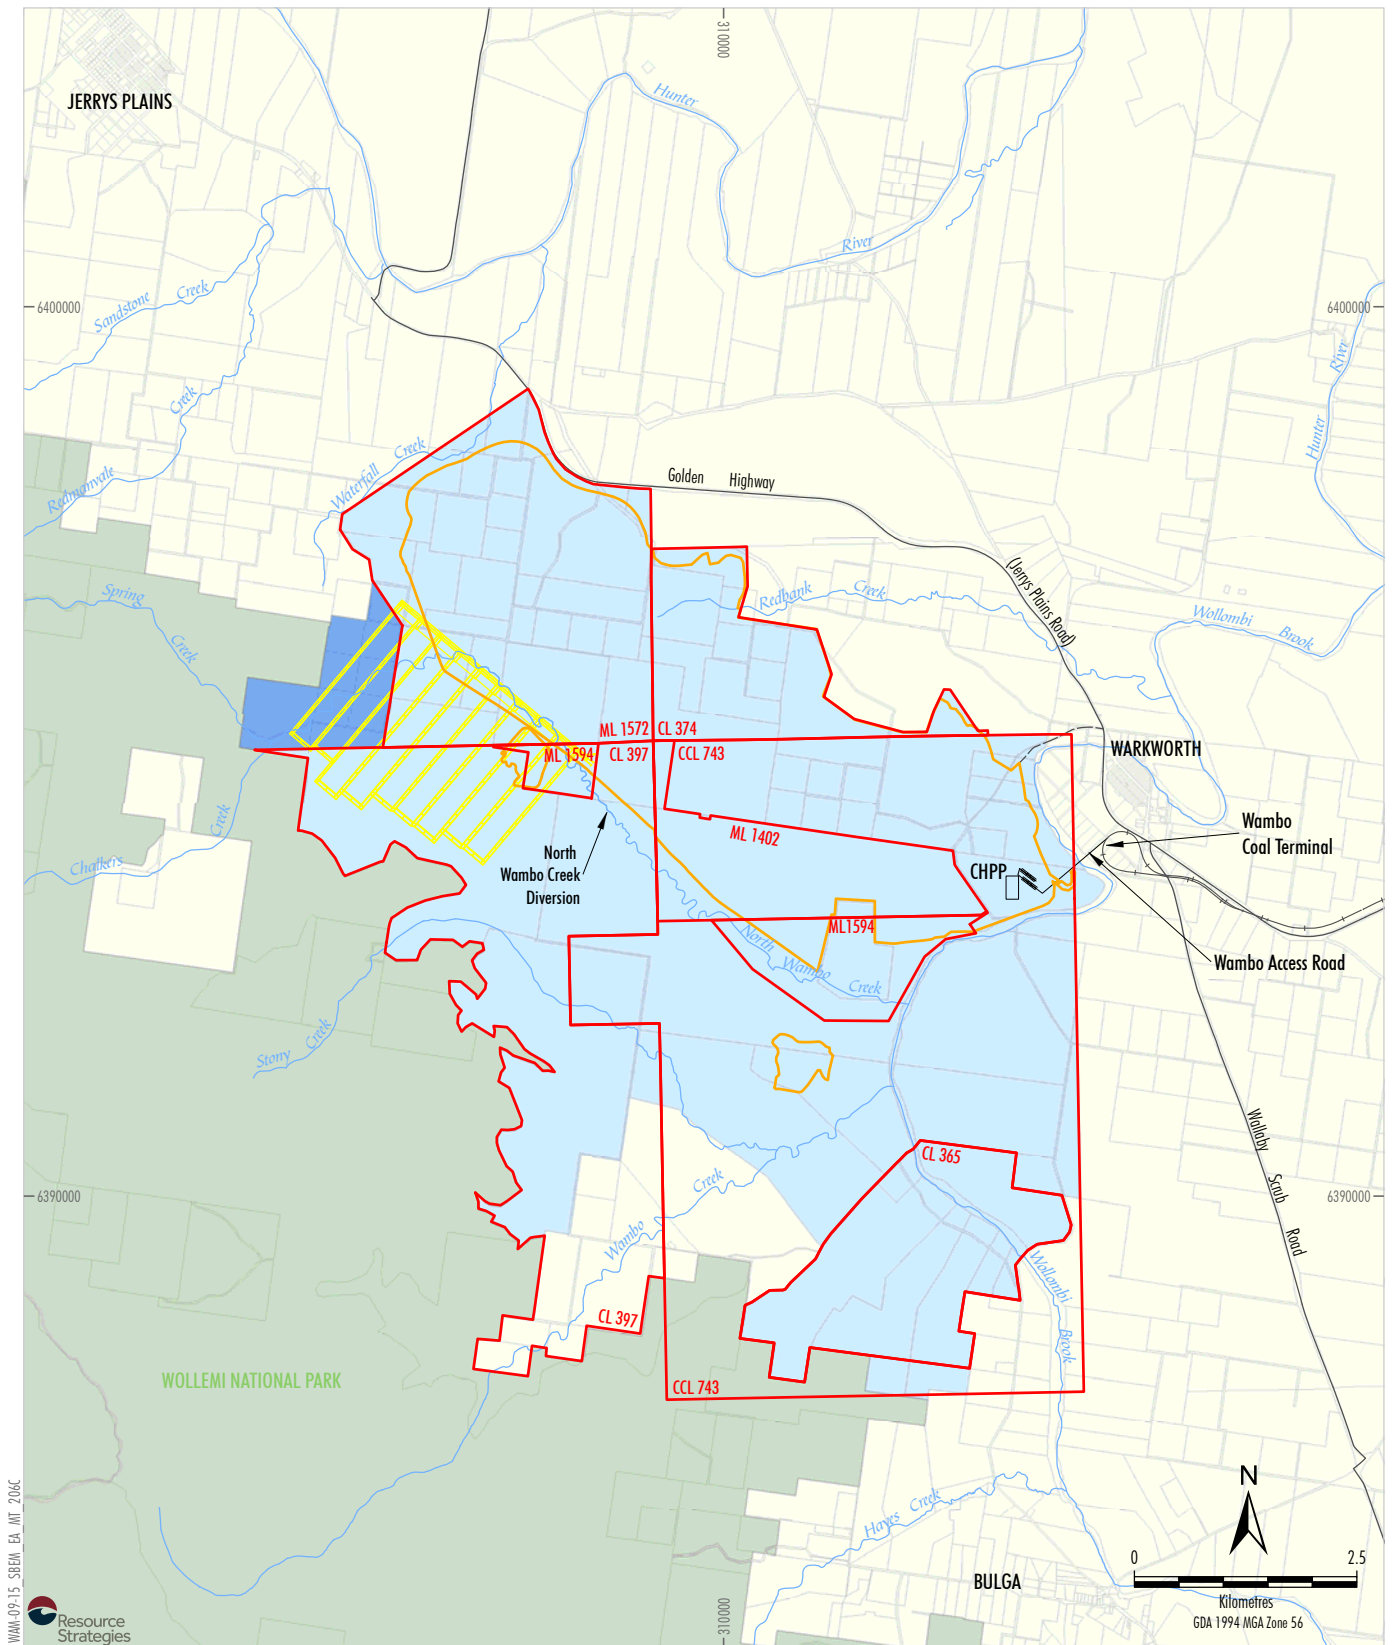 310000
JERRYS PLAINS
Hunter
River
Sandstone Creek
6400000
6400000
River
Hunter
Creek
Redmanvale
Waterfall Creek
Golden Highway
(Jerrys Plains Road)
Spring
Creek
Redbank Creek
Wollombi Brook
ML 1572
CL 374
ML 1594
CL 397
CCL 743
WARKWORTH
Wambo
Coal Terminal
ML 1402
CHPP
North
Wambo Creek
Diversion
Creek
Chalkers
ML1594
North Wambo Creek
Wambo Access Road
Stony Creek
Wallaby Scrub Road
CL 365
Creek
Wambo
6390000
6390000
Wollombi Brook
CL 397
WOLLEMI NATIONAL PARK
CCL 743
Hayes Creek
N
BULGA
0 2.5
Kilometres
GDA 1994 MGA Zone 56
310000
WAM-09-15_SBEM_EA_MT_206C
Resource
Strategies